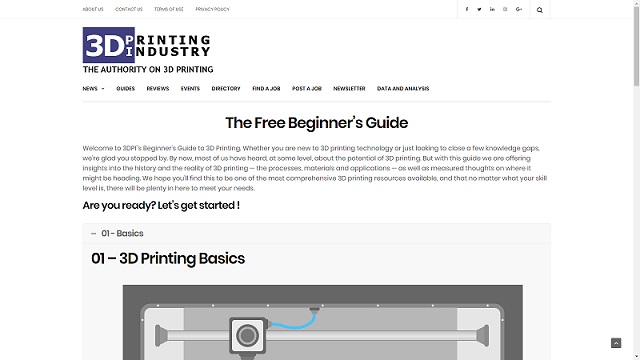 ABOUT US CONTACT US TERMS OF USE PRIVACY POLICY
3D PRINTING INDUSTRY
THE AUTHORITY ON 3D PRINTING
NEWS GUIDES REVIEWS EVENTS DIRECTORY FIND A JOB POST A JOB NEWSLETTER DATA AND ANALYSIS
The Free Beginner's Guide
Welcome to 3DPI's Beginner's Guide to 3D Printing. Whether you are new to 3D printing technology or just looking to close a few knowledge gaps,
we're glad you stopped by. By now, most of us have heard, at some level, about the potential of 3D printing. But with this guide we are offering
insights into the history and the reality of 3D printing — the processes, materials and applications — as well as measured thoughts on where it
might be heading. We hope you'll find this to be one of the most comprehensive 3D printing resources available, and that no matter what your skill
level is, there will be plenty in here to meet your needs.
Are you ready? Let's get started !
– 01 - Basics
01 – 3D Printing Basics